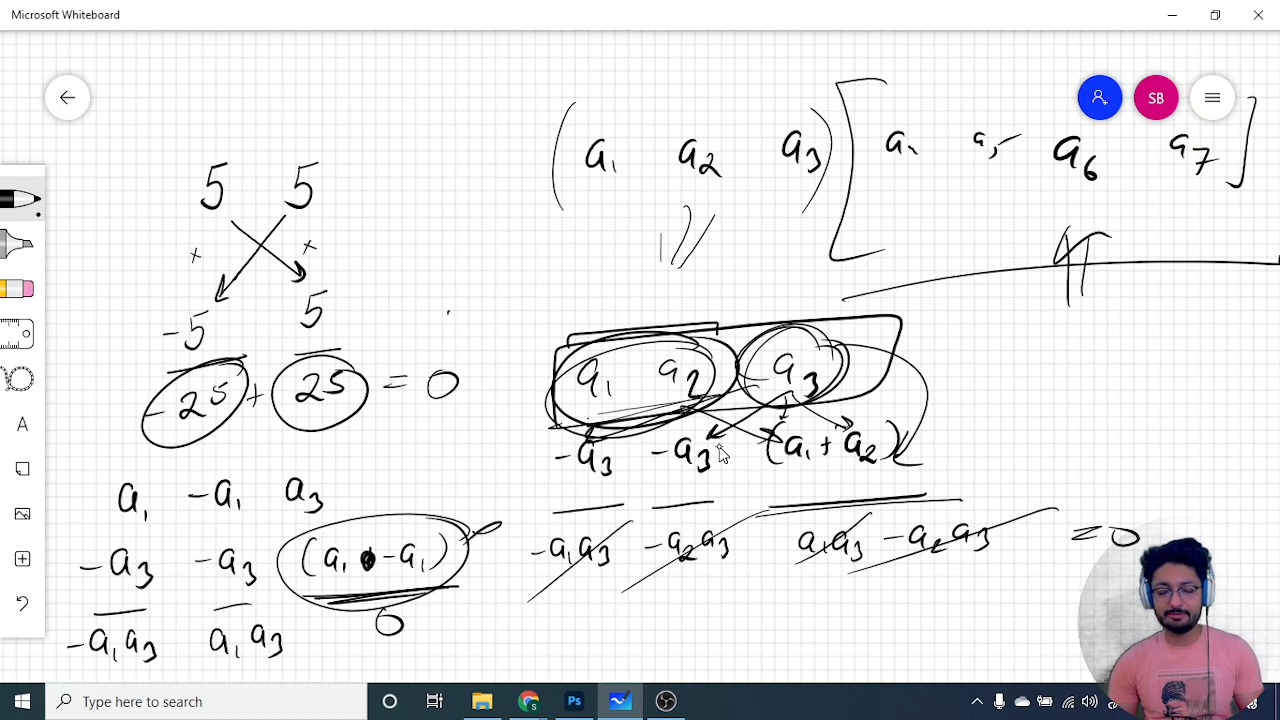 Microsoft Whiteboard
SB
( a₁ a₂ a₃ ) [ a₆ a₇ ]
5 5
+ +
-5 5
-25 + 25 = 0
a₁ a₂ a₃
-a₃ -a₃ (a₁ + a₂)
-a₁a₃ -a₂a₃ a₁a₃ - a₂a₃ = 0
a₁ -a₁ a₃
-a₃ -a₃ (a₁ -a₁)
0
-a₁a₃ a₁a₃
A
Type here to search
Ps